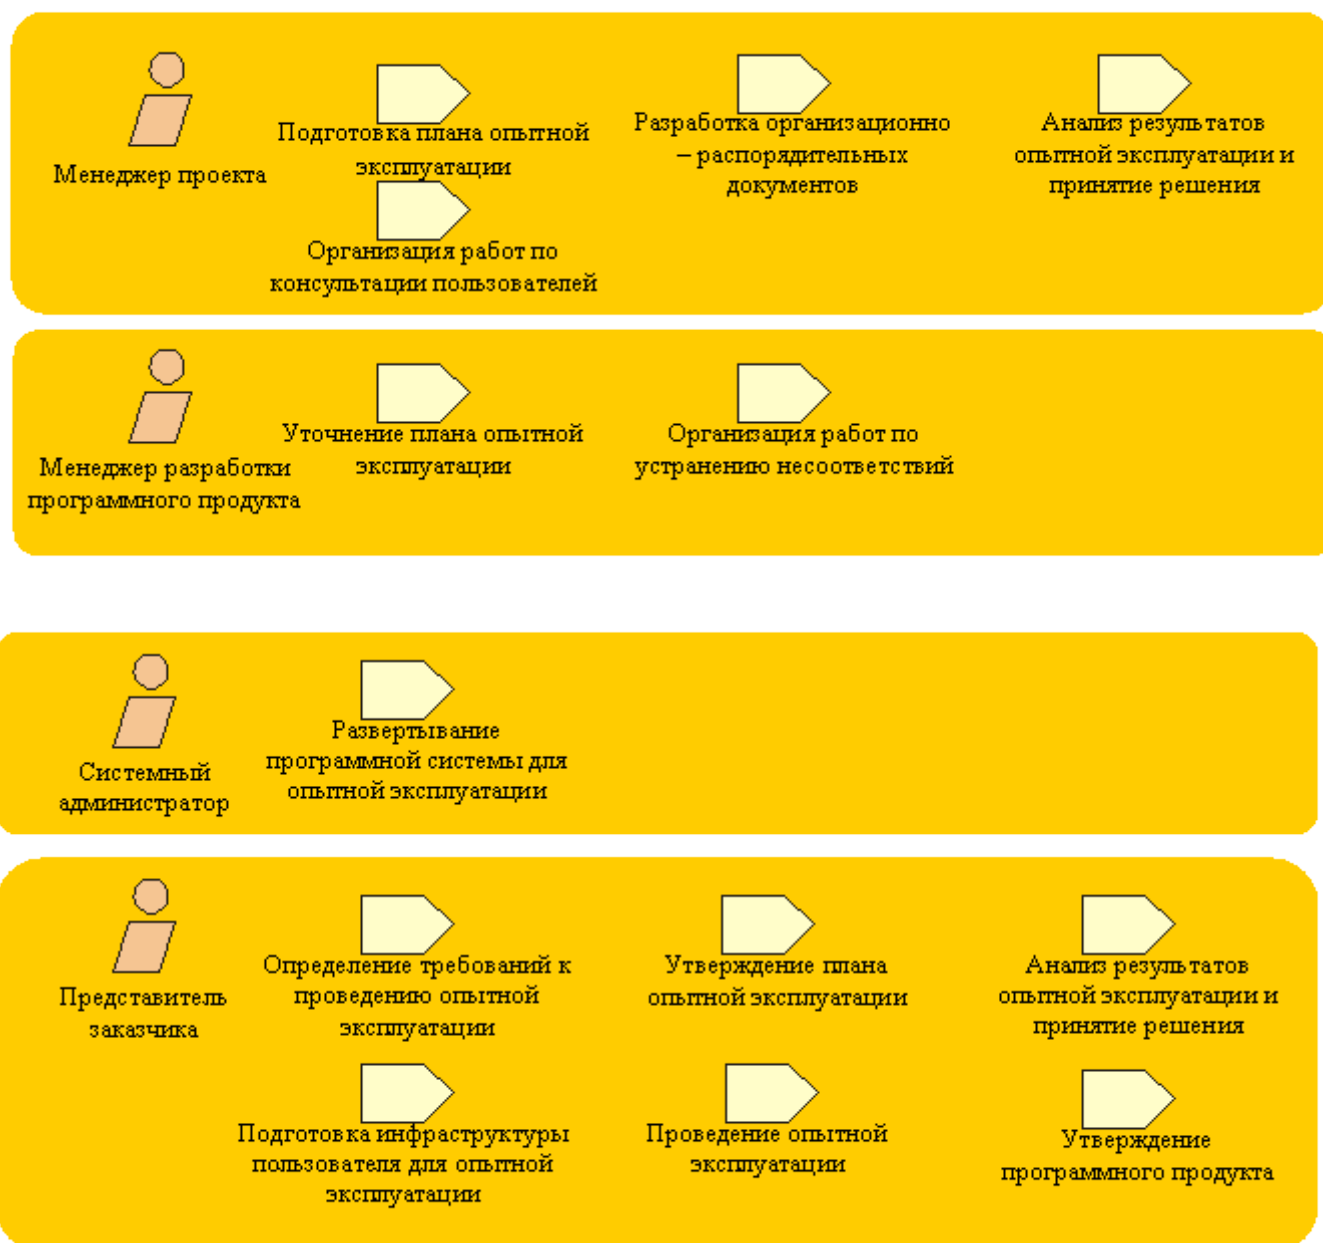 Менеджер проекта
Подготовка плана опытной
эксплуатации
Разработка организационно
– распорядительных
документов
Анализ результатов
опытной эксплуатации и
принятие решения
Организация работ по
консультации пользователей
Менеджер разработки
программного продукта
Уточнение плана опытной
эксплуатации
Организация работ по
устранению несоответствий
Системный
администратор
Развертывание
программной системы для
опытной эксплуатации
Представитель
заказчика
Определение требований к
проведению опытной
эксплуатации
Утверждение плана
опытной эксплуатации
Анализ результатов
опытной эксплуатации и
принятие решения
Подготовка инфраструктуры
пользователя для опытной
эксплуатации
Проведение опытной
эксплуатации
Утверждение
программного продукта